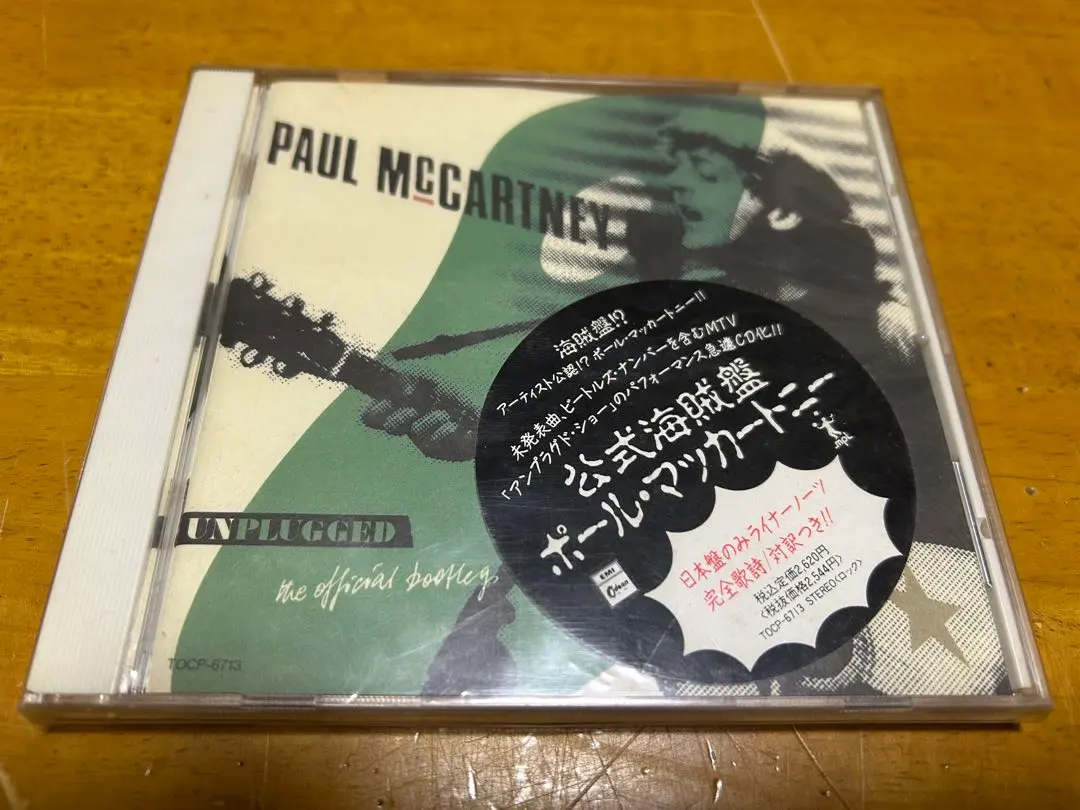 PAUL McCARTNEY
海賊盤!?
アーティスト公認!? ポール・マッカートニー!!
未発表曲、ビートルズ・ナンバーを含むMTV
「アンプラグド・ショー」のパフォーマンス急遽CD化!!
公式海賊盤
ポール・マッカートニー
mpl
EMI
Odeon
日本盤のみライナーノーツ
完全歌詩/対訳つき!!
税込定価2,620円
〈税抜価格2,544円〉
TOCP-6713 STEREO〈ロック〉
UNPLUGGED
the official bootleg
TOCP-6713